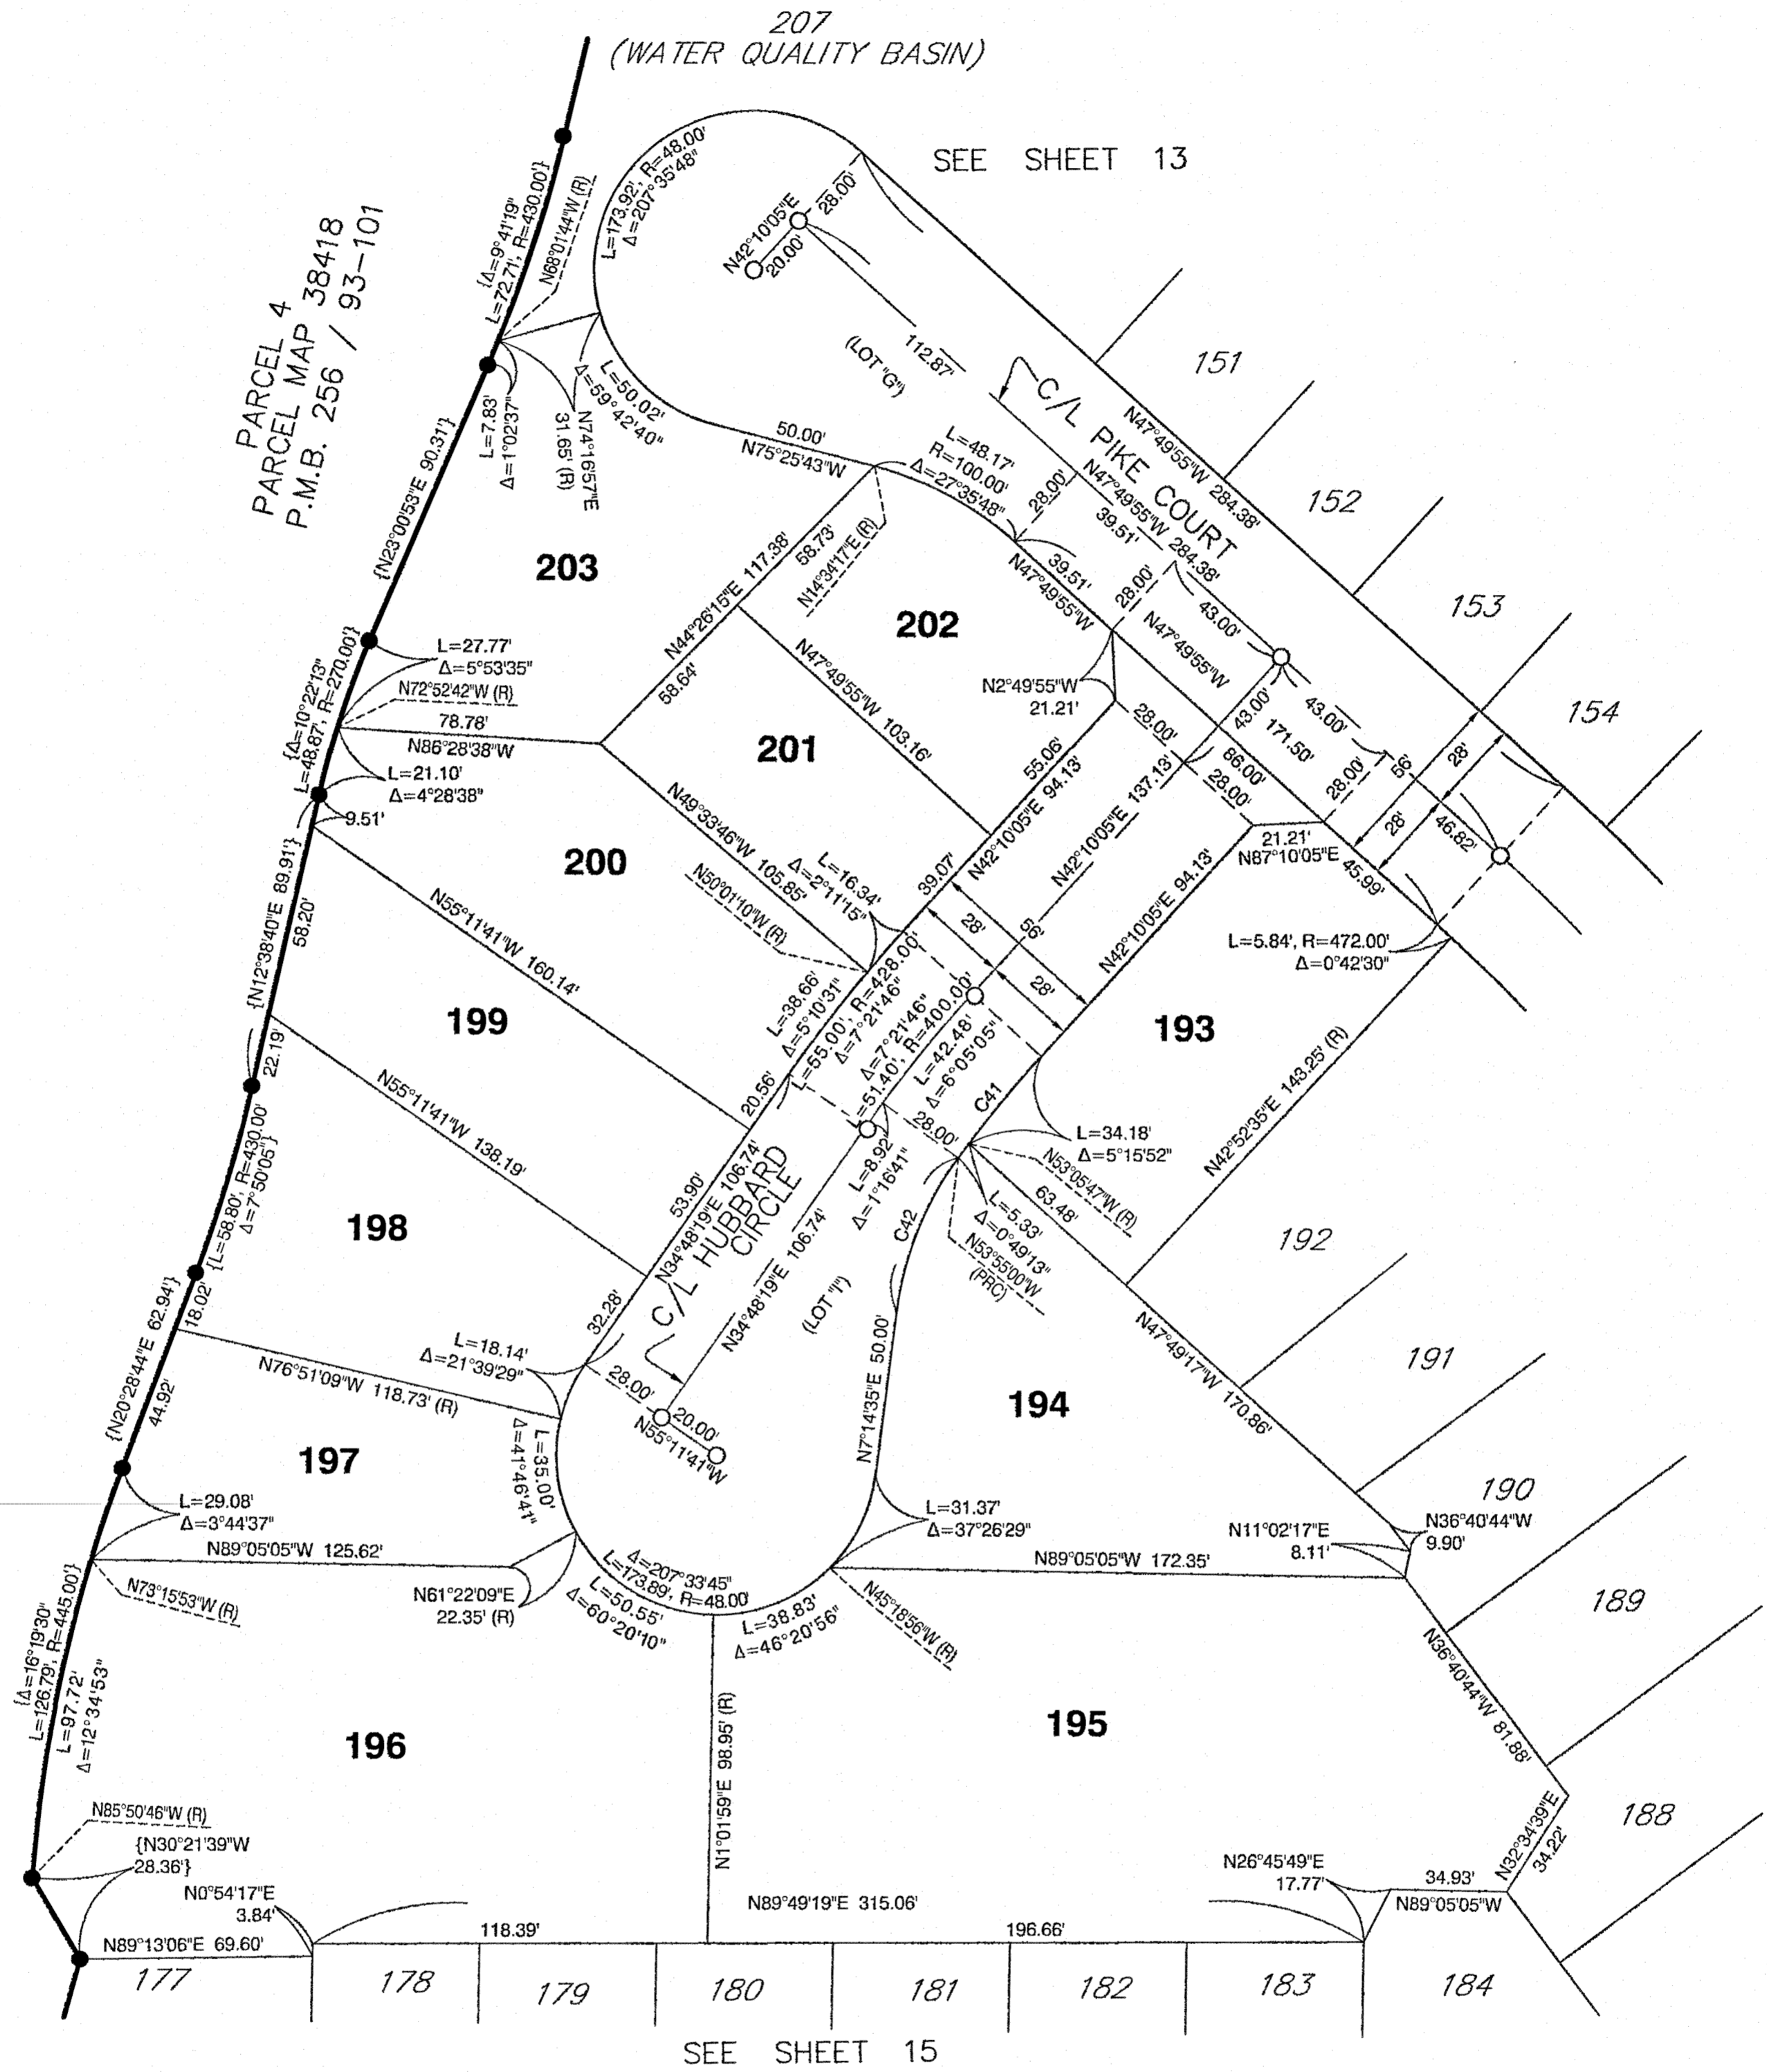 207
(WATER QUALITY BASIN)
SEE SHEET 13
PARCEL 4
PARCEL MAP 38418
P.M.B. 256 / 93-101
{Δ=9°41'19"
L=72.71', R=430.00'}
N68°01'44"W (R)
L=173.92', R=48.00'
Δ=207°35'48"
N42°10'05"E
20.00'
28.00'
(LOT "G")
112.87'
C/L PIKE COURT
N47°49'55"W 284.38'
151
152
153
154
L=7.83'
Δ=1°02'37"
N74°16'57"E
31.65' (R)
L=50.02'
Δ=59°42'40"
50.00'
N75°25'43"W
L=48.17'
R=100.00'
Δ=27°35'48"
28.00'
N47°49'55"W 284.38'
39.51'
39.51'
N47°49'55"W
28.00'
N47°49'55"W
43.00'
43.00'
43.00'
171.50'
86.00'
28.00'
56'
28'
28'
46.82'
45.99'
{N23°00'53"E 90.31'}
203
N44°26'15"E 117.38'
58.73'
58.64'
N14°34'17"E (R)
202
N2°49'55"W
21.21'
28.00'
28.00'
21.21'
N87°10'05"E
L=27.77'
Δ=5°53'35"
N72°52'42"W (R)
78.78'
N86°28'38"W
{Δ=10°22'13"
L=48.87', R=270.00'}
L=21.10'
Δ=4°28'38"
9.51'
201
N47°49'55"W 103.16'
55.06'
N42°10'05"E 94.13'
N42°10'05"E 137.13'
N42°10'05"E 94.13'
39.07'
200
N49°33'46"W 105.85'
N50°01'10"W (R)
L=16.34'
Δ=2°11'15"
28'
56'
28'
L=5.84', R=472.00'
Δ=0°42'30"
{N12°38'40"E 89.91'}
58.20'
22.19'
N55°11'41"W 160.14'
199
L=38.66'
Δ=5°10'31"
L=55.00', R=428.00'
Δ=7°21'46"
Δ=7°21'46"
L=51.40', R=400.00'
L=42.48'
Δ=6°05'05"
193
N42°52'35"E 143.25' (R)
C41
L=34.18'
Δ=5°15'52"
N53°05'47"W (R)
20.56'
28.00'
L=8.92'
Δ=1°16'41"
N55°11'41"W 138.19'
{L=58.80', R=430.00'
Δ=7°50'05"}
198
53.90'
N34°48'19"E 106.74'
C/L HUBBARD
CIRCLE
N34°48'19"E 106.74'
(LOT "I")
C42
L=5.33'
Δ=0°49'13"
N53°55'00"W
(PRC)
63.48'
192
191
190
189
188
N47°49'17"W 170.86'
{N20°28'44"E 62.94'}
18.02'
44.92'
32.28'
L=18.14'
Δ=21°39'29"
N76°51'09"W 118.73' (R)
28.00'
20.00'
N55°11'41"W
N7°14'35"E 50.00'
194
197
L=35.00'
Δ=41°46'41"
L=29.08'
Δ=3°44'37"
N89°05'05"W 125.62'
N73°15'53"W (R)
N61°22'09"E
22.35' (R)
Δ=207°33'45"
L=173.89', R=48.00'
L=50.55'
Δ=60°20'10"
L=38.83'
Δ=46°20'56"
L=31.37'
Δ=37°26'29"
N45°18'56"W (R)
N89°05'05"W 172.35'
N11°02'17"E
8.11'
N36°40'44"W
9.90'
N36°40'44"W 81.88'
{Δ=16°19'30"
L=126.79', R=445.00'}
L=97.72'
Δ=12°34'53"
196
N1°01'59"E 98.95' (R)
195
N85°50'46"W (R)
{N30°21'39"W
28.36'}
N0°54'17"E
3.84'
N89°13'06"E 69.60'
118.39'
N89°49'19"E 315.06'
196.66'
N26°45'49"E
17.77'
34.93'
N89°05'05"W
N32°34'39"E
34.22'
177
178
179
180
181
182
183
184
SEE SHEET 15